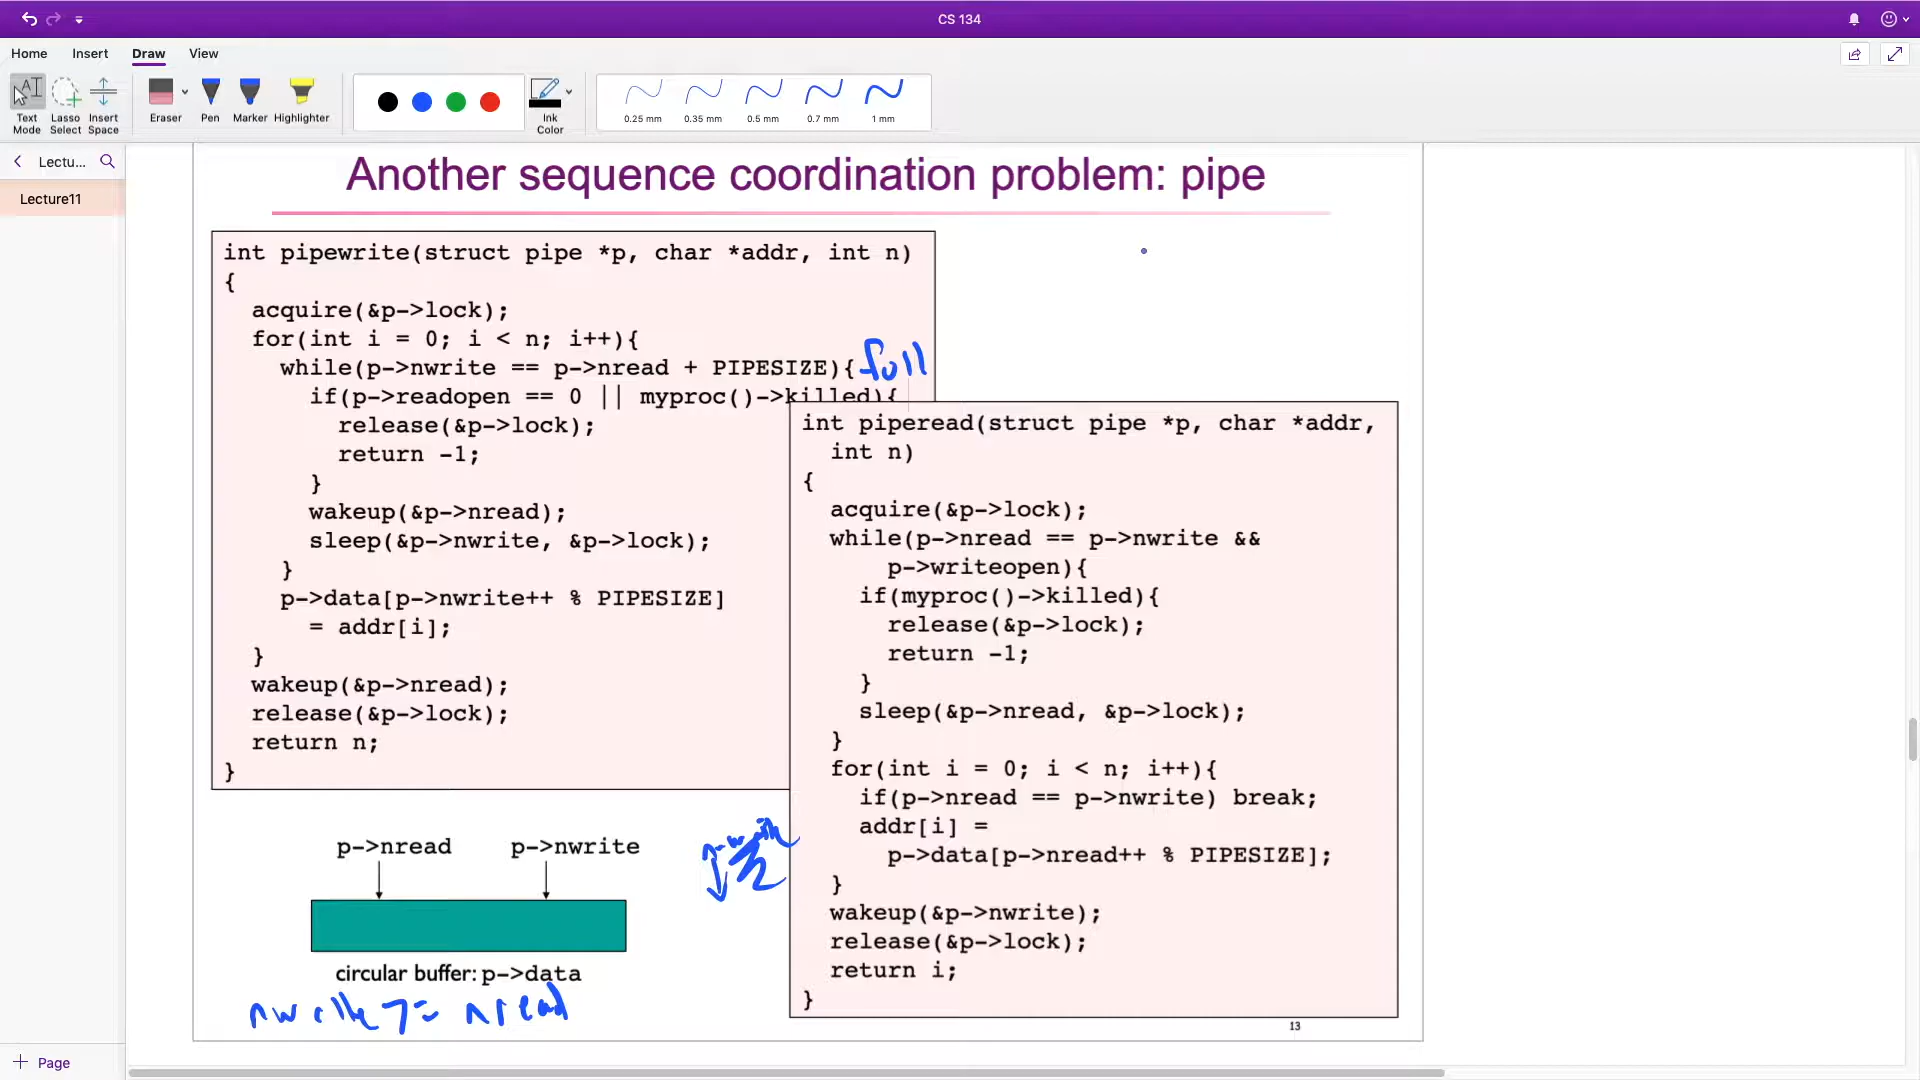 CS 134
Home Insert Draw View
Text Mode
Lasso Select
Insert Space
Eraser
Pen
Marker
Highlighter
Ink Color
0.25 mm
0.35 mm
0.5 mm
0.7 mm
1 mm
Lectu...
Lecture11
Another sequence coordination problem: pipe
int pipewrite(struct pipe *p, char *addr, int n)
{
acquire(&p->lock);
for(int i = 0; i < n; i++){
while(p->nwrite == p->nread + PIPESIZE){ full
if(p->readopen == 0 || myproc()->killed){
release(&p->lock);
return -1;
}
wakeup(&p->nread);
sleep(&p->nwrite, &p->lock);
}
p->data[p->nwrite++ % PIPESIZE]
= addr[i];
}
wakeup(&p->nread);
release(&p->lock);
return n;
}
int piperead(struct pipe *p, char *addr,
int n)
{
acquire(&p->lock);
while(p->nread == p->nwrite &&
p->writeopen){
if(myproc()->killed){
release(&p->lock);
return -1;
}
sleep(&p->nread, &p->lock);
}
for(int i = 0; i < n; i++){
if(p->nread == p->nwrite) break;
addr[i] =
p->data[p->nread++ % PIPESIZE];
}
wakeup(&p->nwrite);
release(&p->lock);
return i;
}
p->nread p->nwrite
circular buffer: p->data
nwrite >= nread
13
+ Page